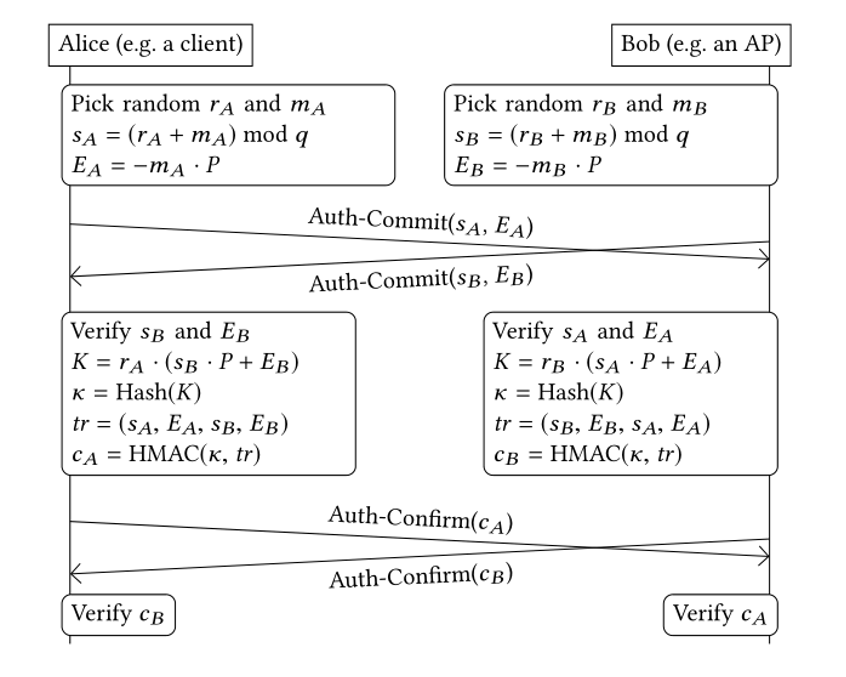 Alice (e.g. a client)
Bob (e.g. an AP)
Pick random r_A and m_A
s_A = (r_A + m_A) mod q
E_A = −m_A · P
Pick random r_B and m_B
s_B = (r_B + m_B) mod q
E_B = −m_B · P
Auth-Commit(s_A, E_A)
Auth-Commit(s_B, E_B)
Verify s_B and E_B
K = r_A · (s_B · P + E_B)
κ = Hash(K)
tr = (s_A, E_A, s_B, E_B)
c_A = HMAC(κ, tr)
Verify s_A and E_A
K = r_B · (s_A · P + E_A)
κ = Hash(K)
tr = (s_B, E_B, s_A, E_A)
c_B = HMAC(κ, tr)
Auth-Confirm(c_A)
Auth-Confirm(c_B)
Verify c_B
Verify c_A